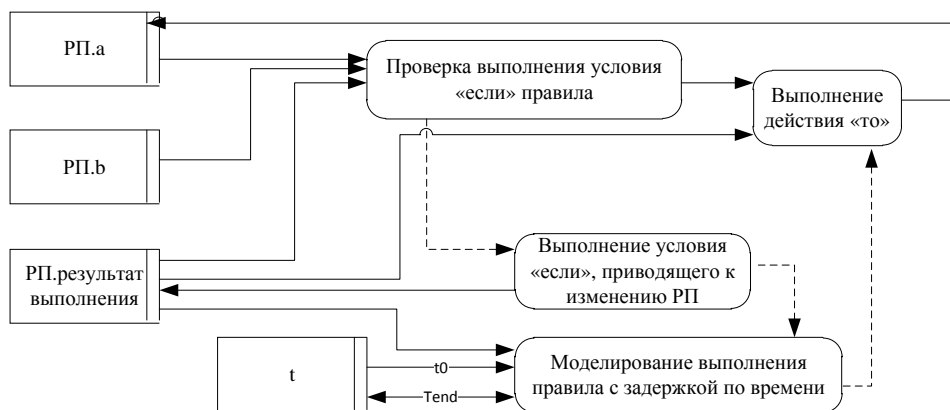 РП.a
Проверка выполнения условия
«если» правила
Выполнение
действия «то»
РП.b
РП.результат
выполнения
Выполнение условия
«если», приводящего к
изменению РП
t
t0
Tend
Моделирование выполнения
правила с задержкой по времени